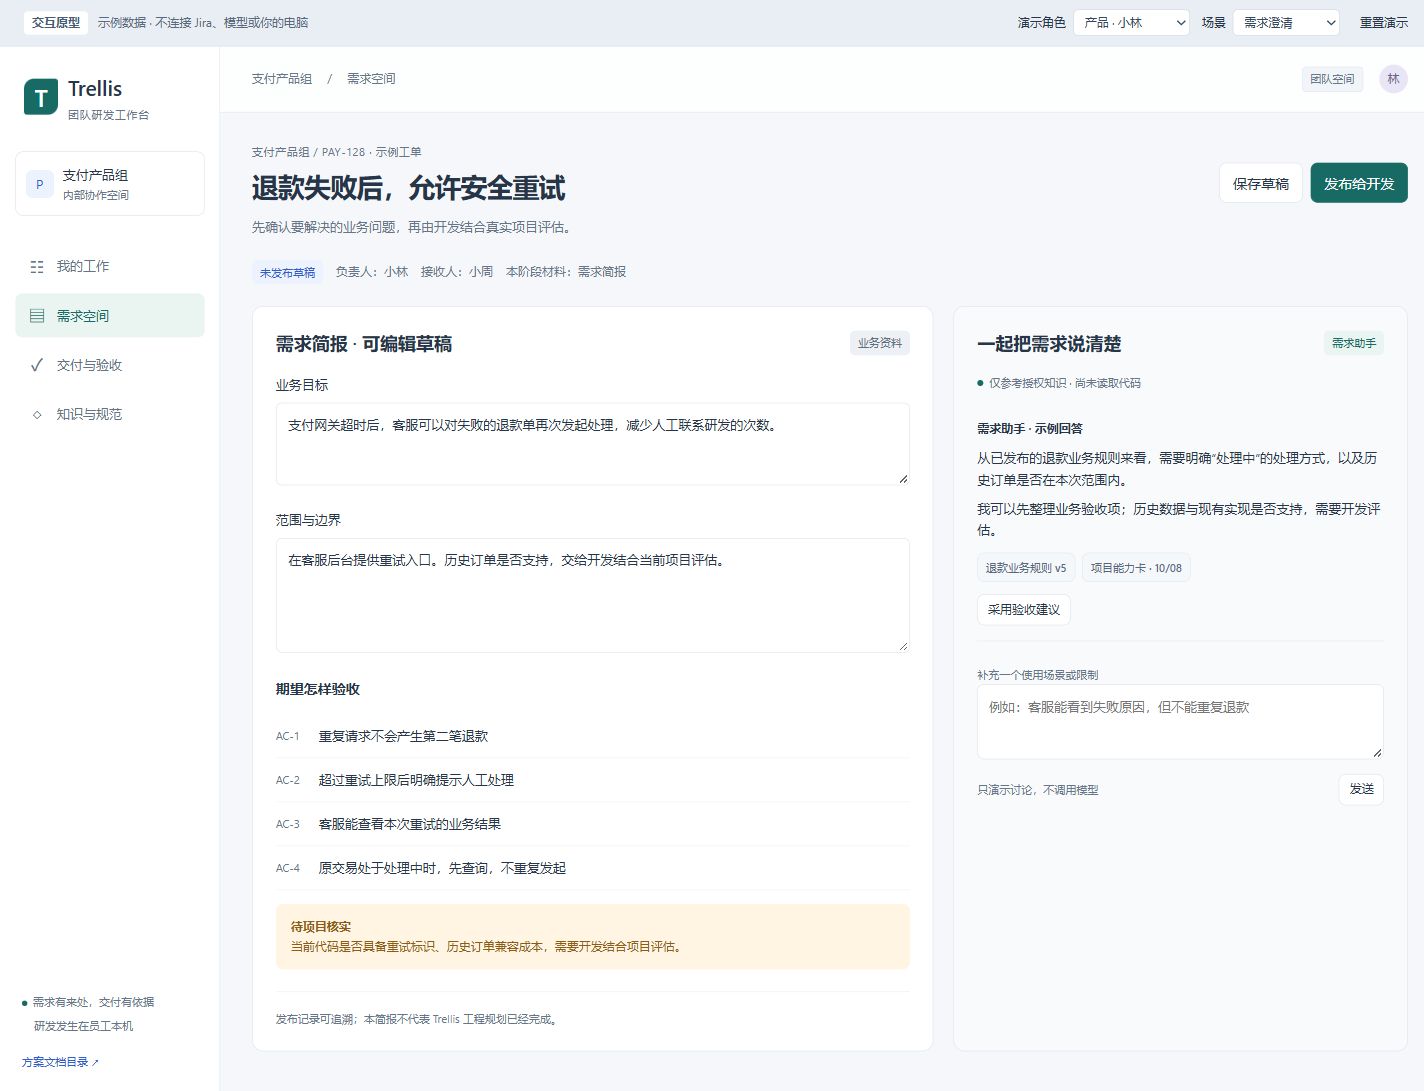 交互原型 示例数据 · 不连接 Jira、模型或你的电脑
演示角色 产品 · 小林 场景 需求澄清 重置演示
T Trellis
团队研发工作台
P 支付产品组
内部协作空间
我的工作
需求空间
交付与验收
知识与规范
需求有来处，交付有依据
研发发生在员工本机
方案文档目录 ↗
支付产品组 / 需求空间
团队空间 林
支付产品组 / PAY-128 · 示例工单
退款失败后，允许安全重试
先确认要解决的业务问题，再由开发结合真实项目评估。
保存草稿 发布给开发
未发布草稿 负责人：小林 接收人：小周 本阶段材料：需求简报
需求简报 · 可编辑草稿 业务资料
业务目标
支付网关超时后，客服可以对失败的退款单再次发起处理，减少人工联系研发的次数。
范围与边界
在客服后台提供重试入口。历史订单是否支持，交给开发结合当前项目评估。
期望怎样验收
AC-1 重复请求不会产生第二笔退款
AC-2 超过重试上限后明确提示人工处理
AC-3 客服能查看本次重试的业务结果
AC-4 原交易处于处理中时，先查询，不重复发起
待项目核实
当前代码是否具备重试标识、历史订单兼容成本，需要开发结合项目评估。
发布记录可追溯；本简报不代表 Trellis 工程规划已经完成。
一起把需求说清楚 需求助手
仅参考授权知识 · 尚未读取代码
需求助手 · 示例回答
从已发布的退款业务规则来看，需要明确“处理中”的处理方式，以及历
史订单是否在本次范围内。
我可以先整理业务验收项；历史数据与现有实现是否支持，需要开发评
估。
退款业务规则 v5 项目能力卡 · 10/08
采用验收建议
补充一个使用场景或限制
例如：客服能看到失败原因，但不能重复退款
只演示讨论，不调用模型 发送